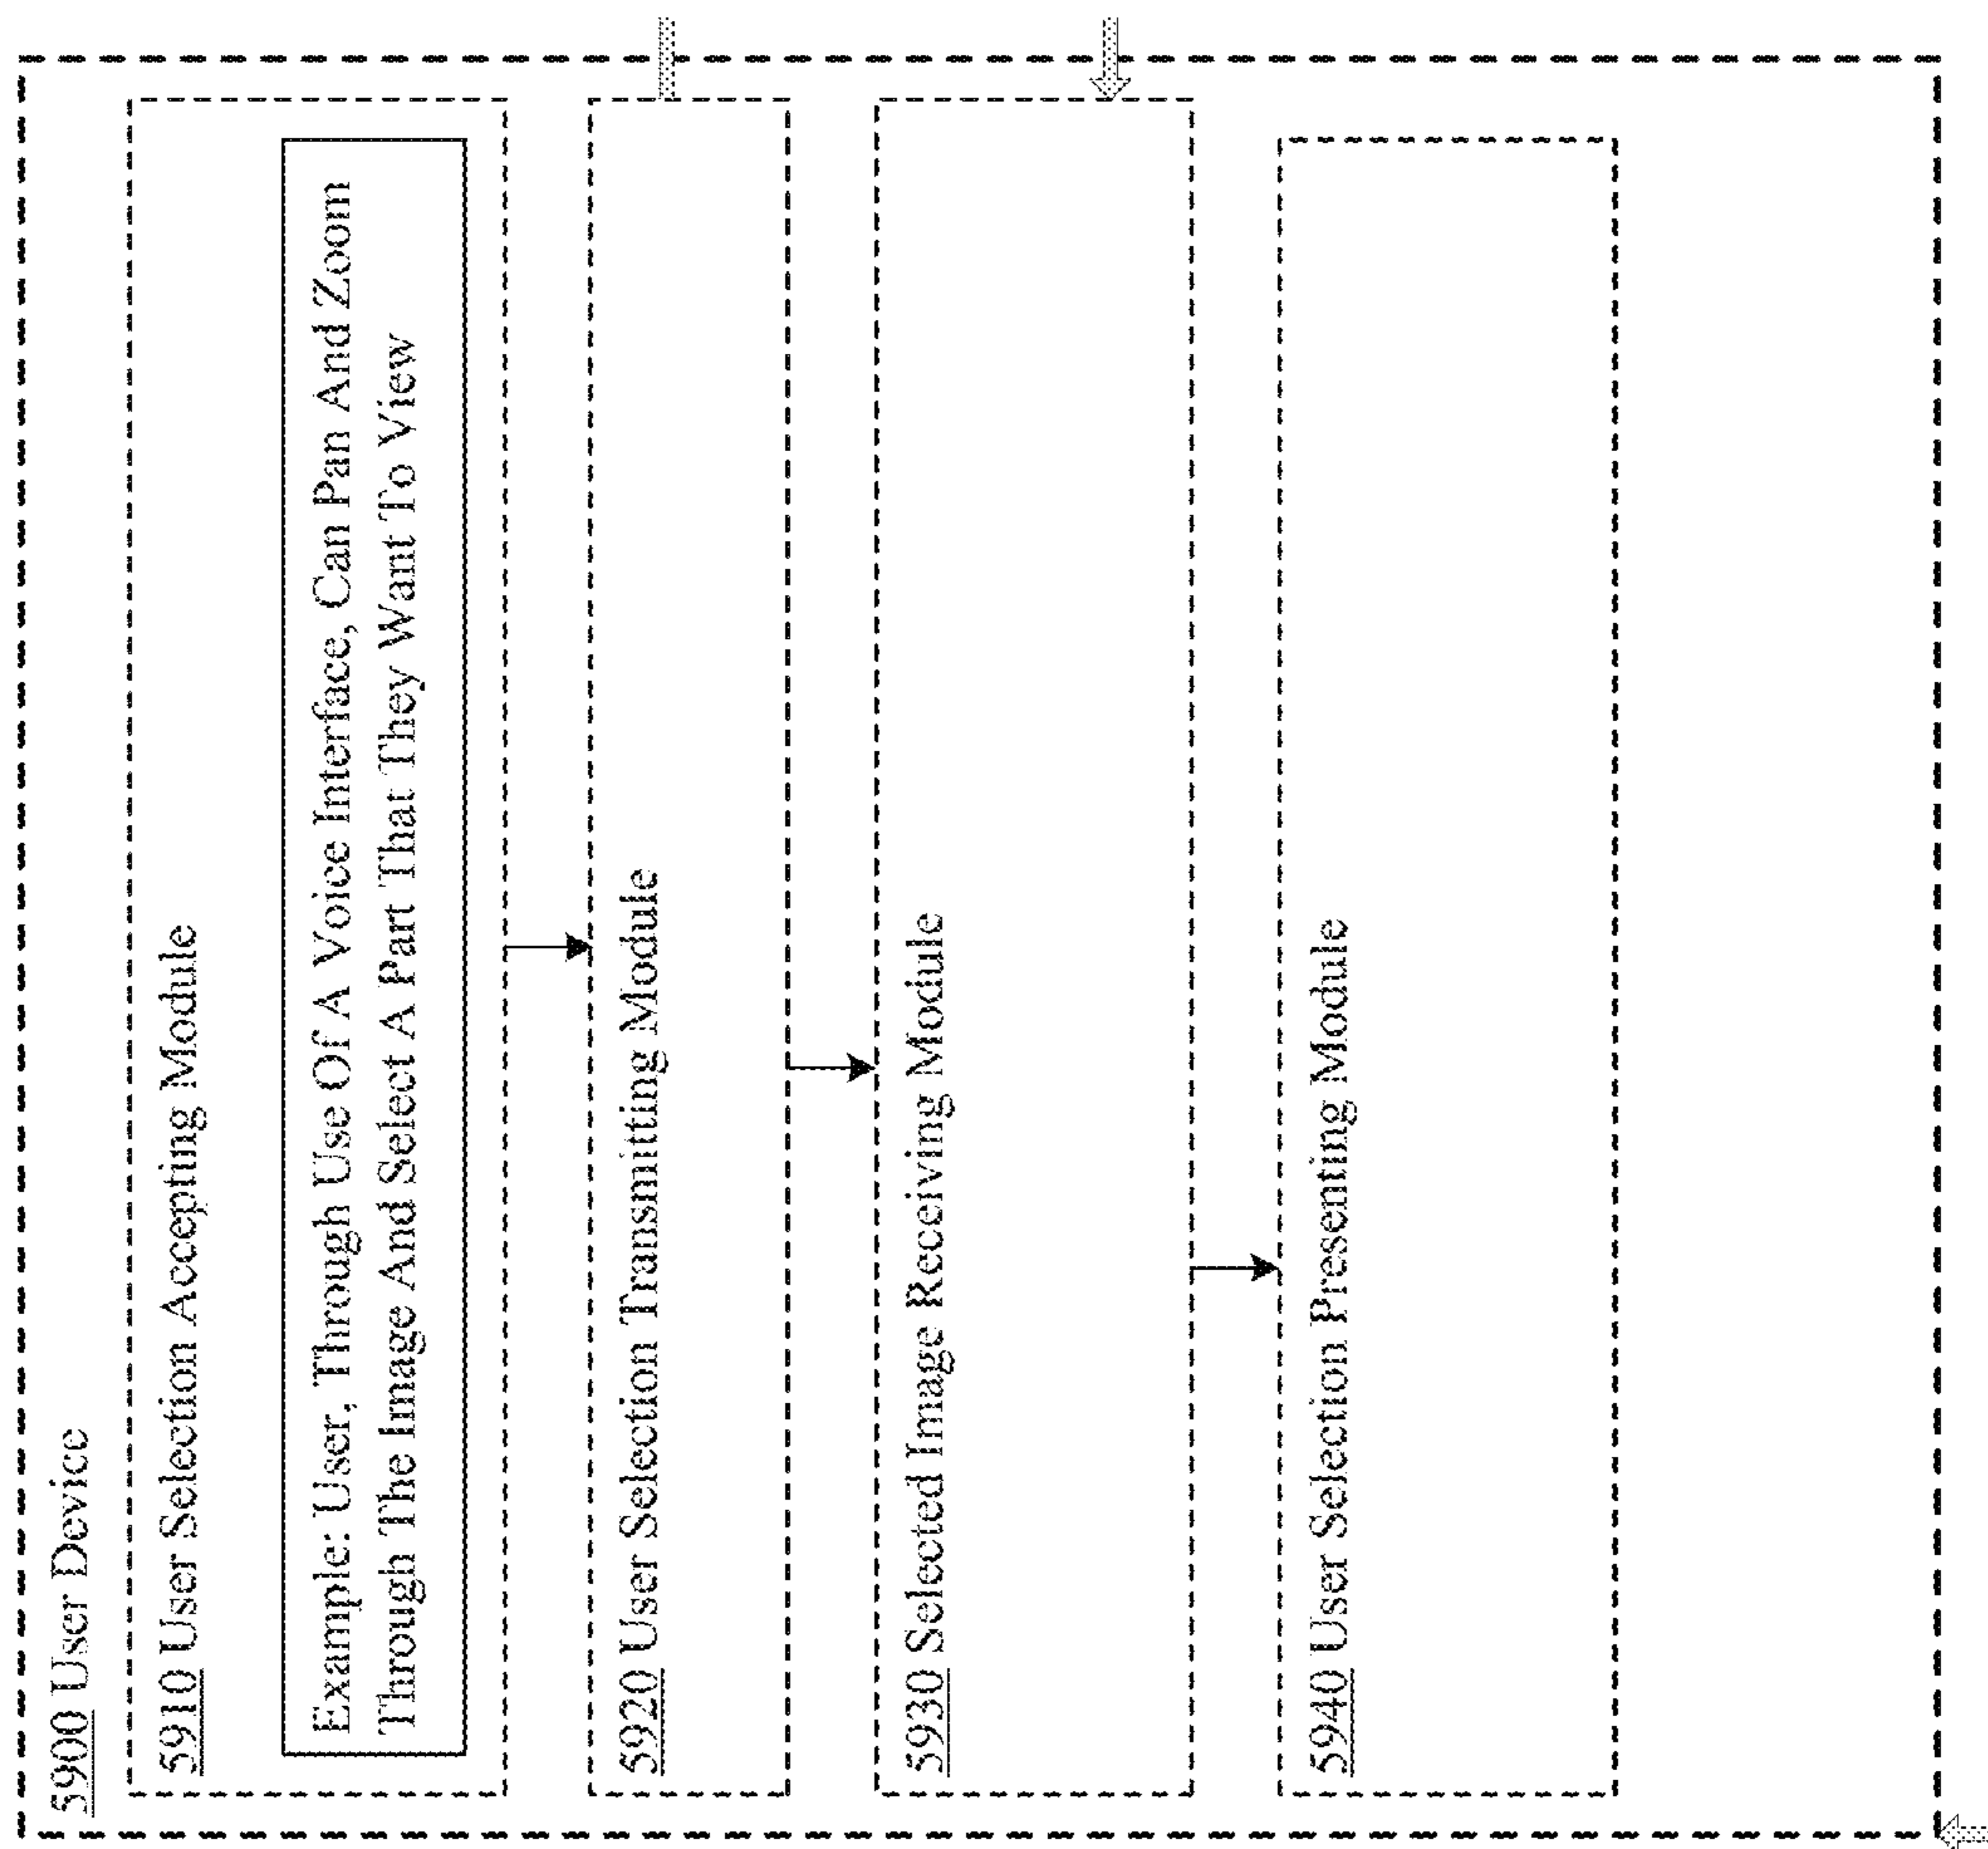 5900 User Device
5910 User Selection Accepting Module
Example: User, Through Use Of A Voice Interface, Can Pan And Zoom
Through The Image And Select A Part That They Want To View
5920 User Selection Transmitting Module
5930 Selected Image Receiving Module
5940 User Selection Presenting Module